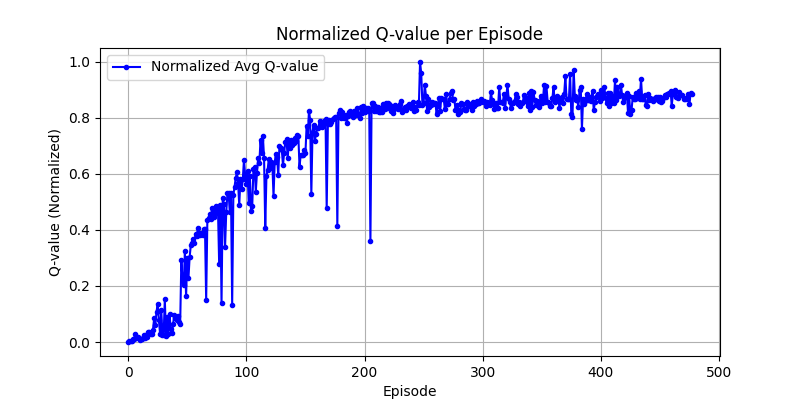 Normalized Q-value per Episode
Normalized Avg Q-value
Q-value (Normalized)
1.0
0.8
0.6
0.4
0.2
0.0
0 100 200 300 400 500
Episode